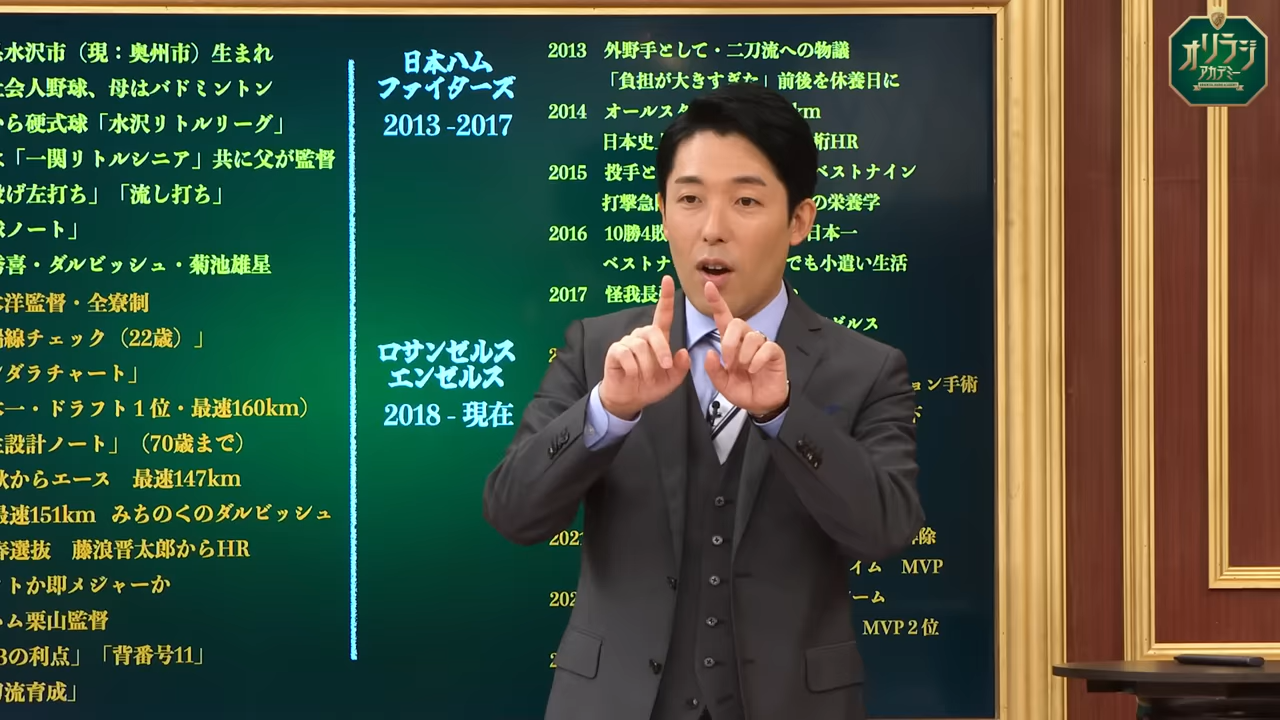 水沢市（現：奥州市）生まれ
会人野球、母はバドミントン
から硬式球「水沢リトルリーグ」
「一関リトルシニア」共に父が監督
げ左打ち」「流し打ち」
ノート」
秀喜・ダルビッシュ・菊池雄星
洋監督・全寮制
線チェック（22歳）」
ダラチャート」
一・ドラフト１位・最速160km）
設計ノート」（70歳まで）
秋からエース　最速147km
最速151km　みちのくのダルビッシュ
春選抜　藤浪晋太郎からHR
トか即メジャーか
ム栗山監督
3の利点」「背番号11」
流育成」
日本ハム
ファイターズ
2013 -2017
ロサンゼルス
エンゼルス
2018 - 現在
2013　外野手として・二刀流への物議
「負担が大きすぎた」前後を休養日に
2014　オールスタ km
日本史 術HR
2015　投手と ベストナイン
打撃急 の栄養学
2016　10勝4敗 日本一
ベストナ でも小遣い生活
2017　怪我
ゼルス
ョン手術
2021 除
イム　MVP
202 ーム
MVP２位
オリラジ
アカデミー